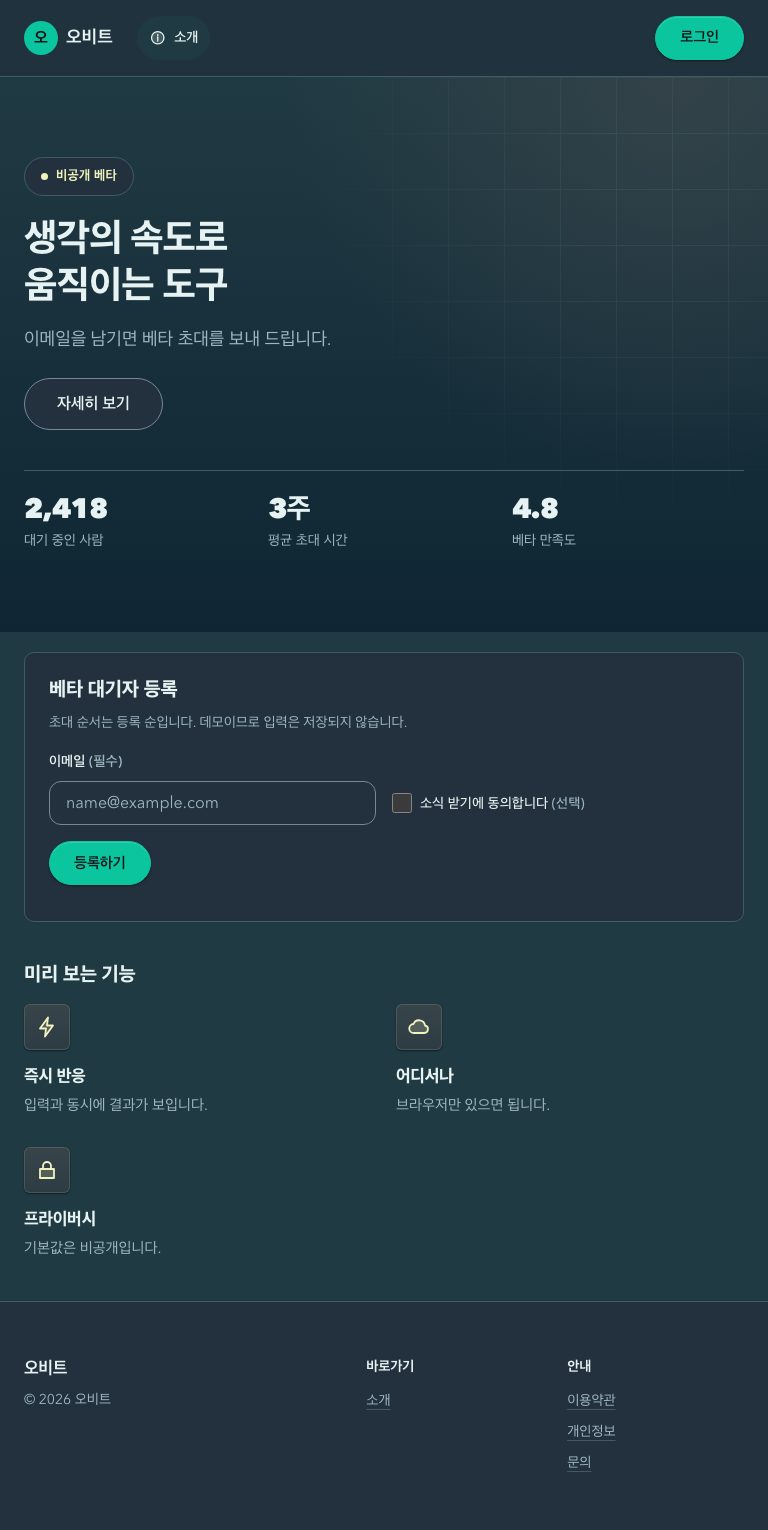 오 오비트
소개
로그인
비공개 베타
생각의 속도로
움직이는 도구
이메일을 남기면 베타 초대를 보내 드립니다.
자세히 보기
2,418
대기 중인 사람
3주
평균 초대 시간
4.8
베타 만족도
베타 대기자 등록
초대 순서는 등록 순입니다. 데모이므로 입력은 저장되지 않습니다.
이메일 (필수)
name@example.com
소식 받기에 동의합니다 (선택)
등록하기
미리 보는 기능
즉시 반응
입력과 동시에 결과가 보입니다.
어디서나
브라우저만 있으면 됩니다.
프라이버시
기본값은 비공개입니다.
오비트
© 2026 오비트
바로가기
소개
안내
이용약관
개인정보
문의